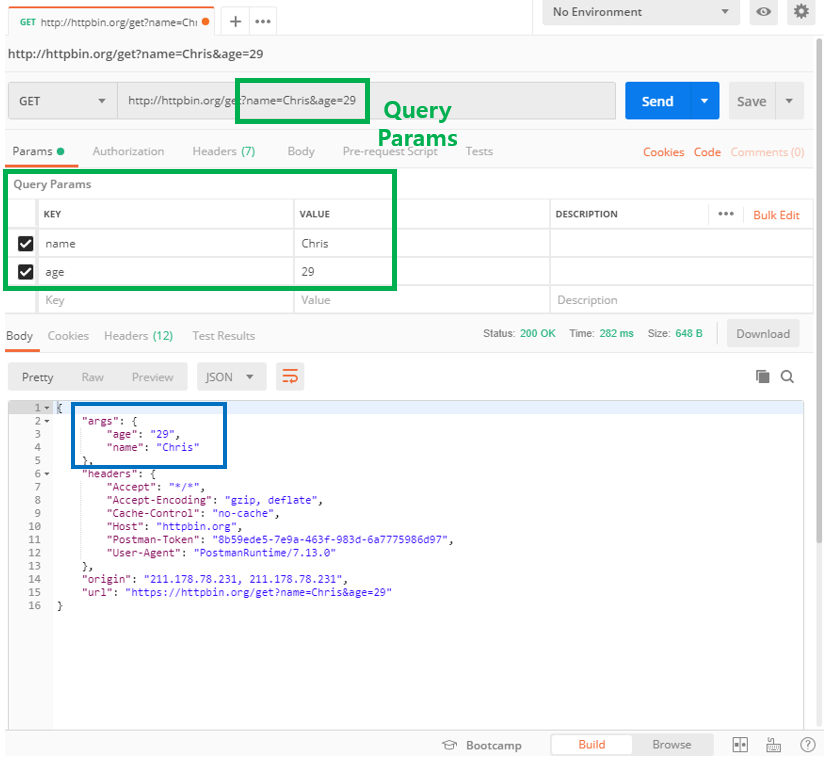 GET http://httpbin.org/get?name=Chr
+ •••
No Environment
http://httpbin.org/get?name=Chris&age=29
GET http://httpbin.org/get?name=Chris&age=29 Send Save
Query
Params
Params Authorization Headers (7) Body Pre-request Script Tests Cookies Code Comments (0)
Query Params
KEY VALUE DESCRIPTION ••• Bulk Edit
name Chris
age 29
Key Value Description
Body Cookies Headers (12) Test Results Status: 200 OK Time: 282 ms Size: 648 B Download
Pretty Raw Preview JSON
1 {
2 "args": {
3 "age": "29",
4 "name": "Chris"
5 },
6 "headers": {
7 "Accept": "*/*",
8 "Accept-Encoding": "gzip, deflate",
9 "Cache-Control": "no-cache",
10 "Host": "httpbin.org",
11 "Postman-Token": "8b59ede5-7e9a-463f-983d-6a7775986d97",
12 "User-Agent": "PostmanRuntime/7.13.0"
13 },
14 "origin": "211.178.78.231, 211.178.78.231",
15 "url": "https://httpbin.org/get?name=Chris&age=29"
16 }
Bootcamp Build Browse ?